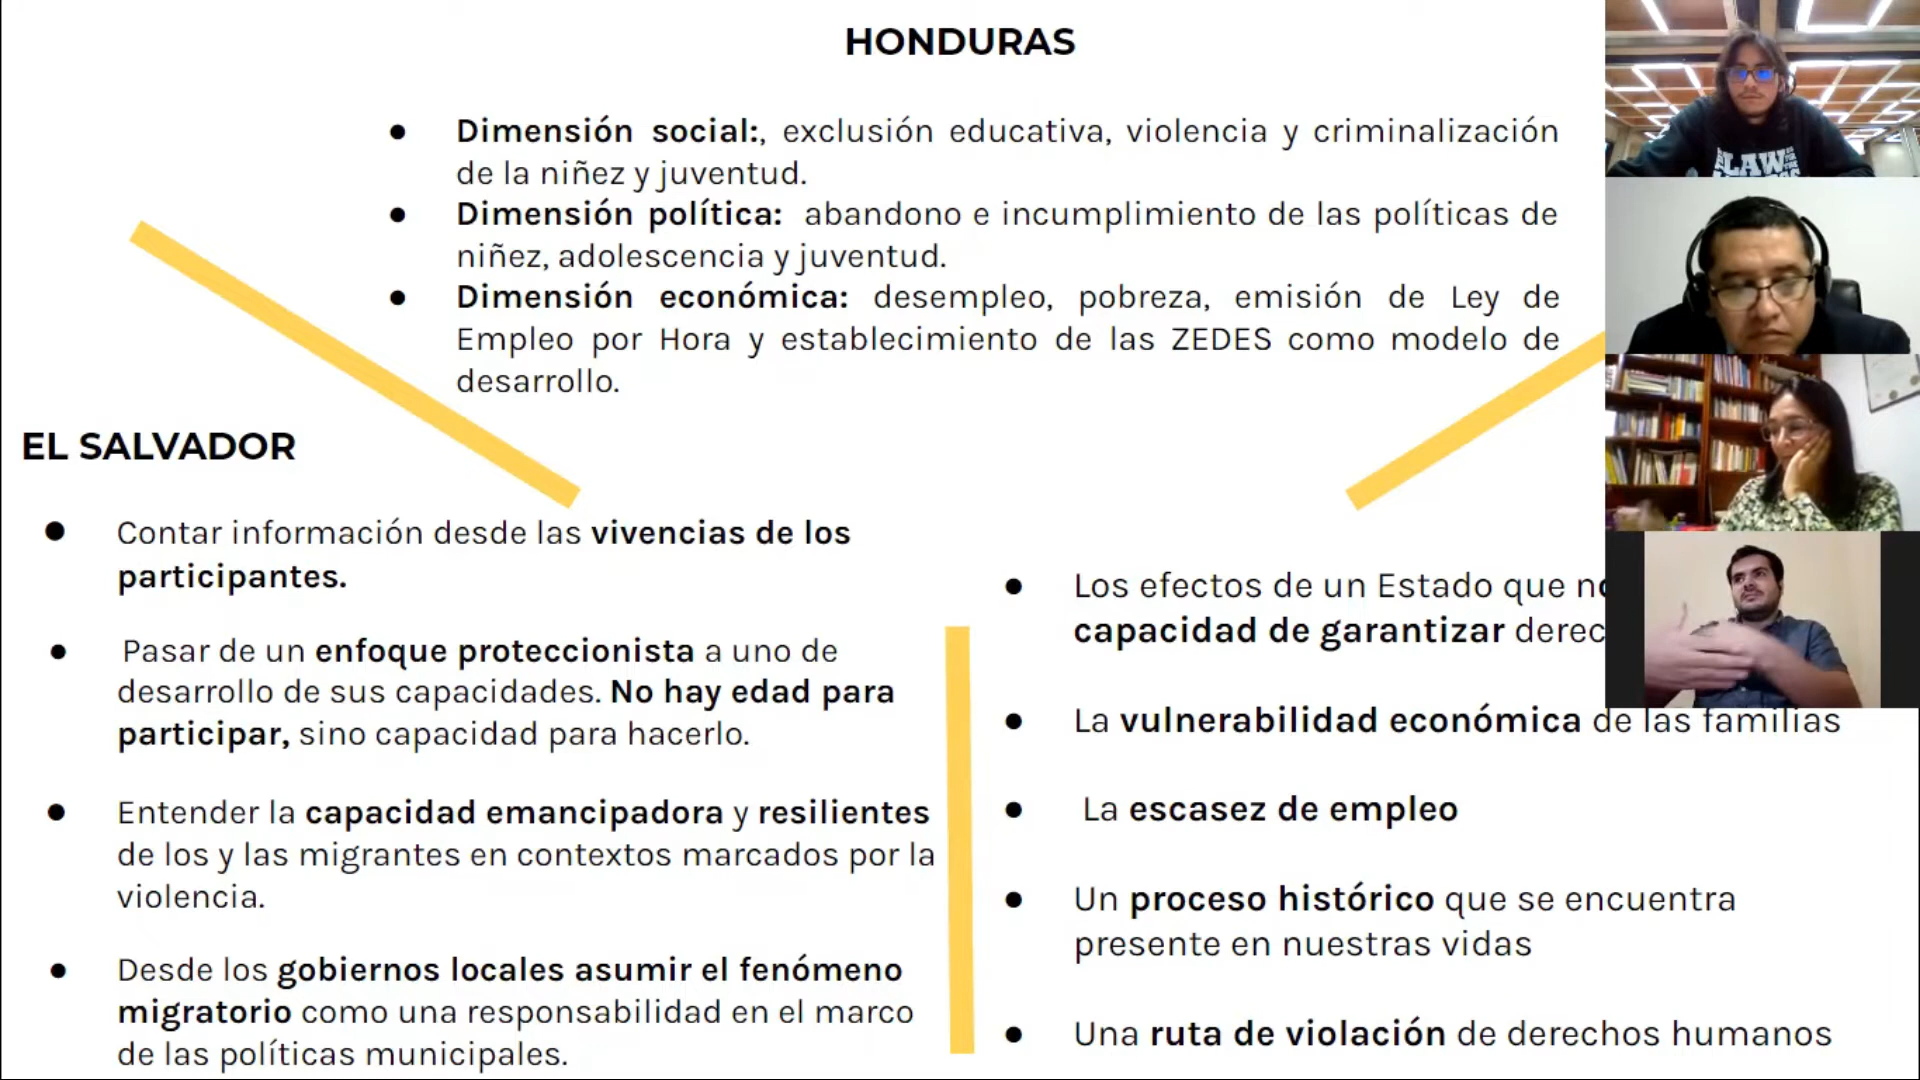 HONDURAS
● Dimensión social:, exclusión educativa, violencia y criminalización
de la niñez y juventud.
● Dimensión política: abandono e incumplimiento de las políticas de
niñez, adolescencia y juventud.
● Dimensión económica: desempleo, pobreza, emisión de Ley de
Empleo por Hora y establecimiento de las ZEDES como modelo de
desarrollo.
EL SALVADOR
● Contar información desde las vivencias de los
participantes.
● Pasar de un enfoque proteccionista a uno de
desarrollo de sus capacidades. No hay edad para
participar, sino capacidad para hacerlo.
● Entender la capacidad emancipadora y resilientes
de los y las migrantes en contextos marcados por la
violencia.
● Desde los gobiernos locales asumir el fenómeno
migratorio como una responsabilidad en el marco
de las políticas municipales.
● Los efectos de un Estado que
capacidad de garantizar
● La vulnerabilidad económica de las familias
● La escasez de empleo
● Un proceso histórico que se encuentra
presente en nuestras vidas
● Una ruta de violación de derechos humanos
LAW